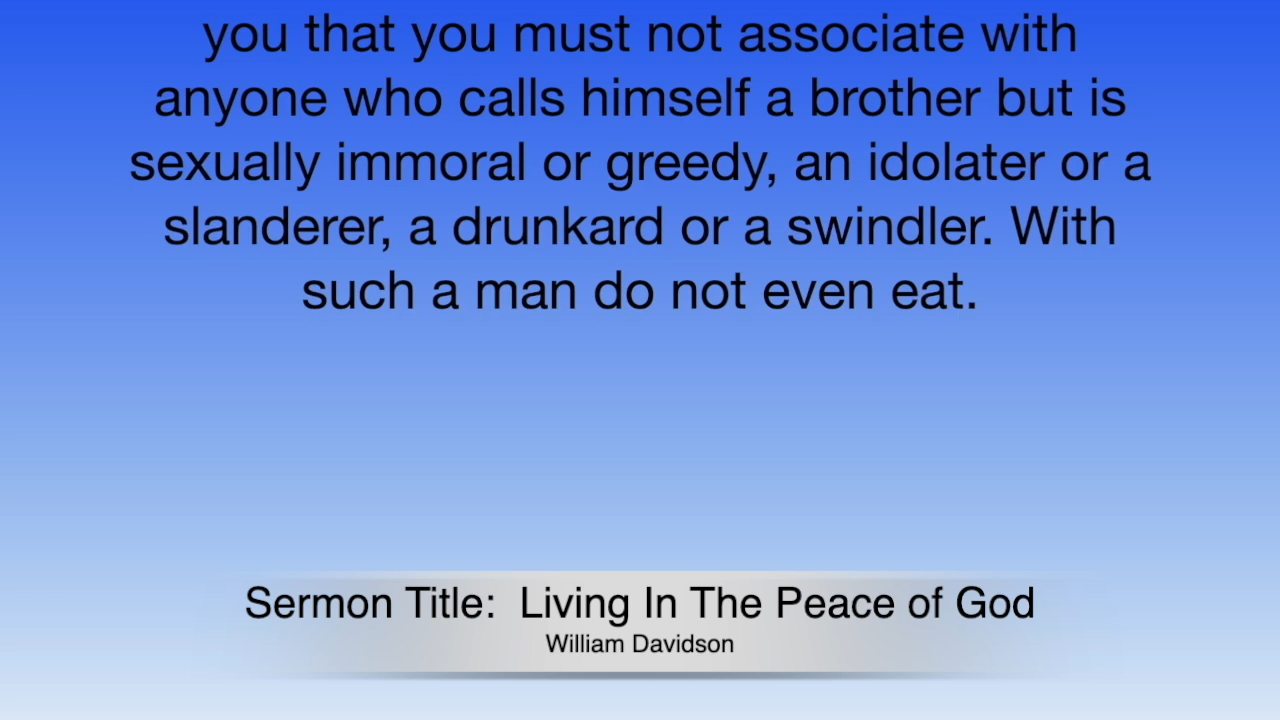 you that you must not associate with
anyone who calls himself a brother but is
sexually immoral or greedy, an idolater or a
slanderer, a drunkard or a swindler. With
such a man do not even eat.
Sermon Title:  Living In The Peace of God
William Davidson